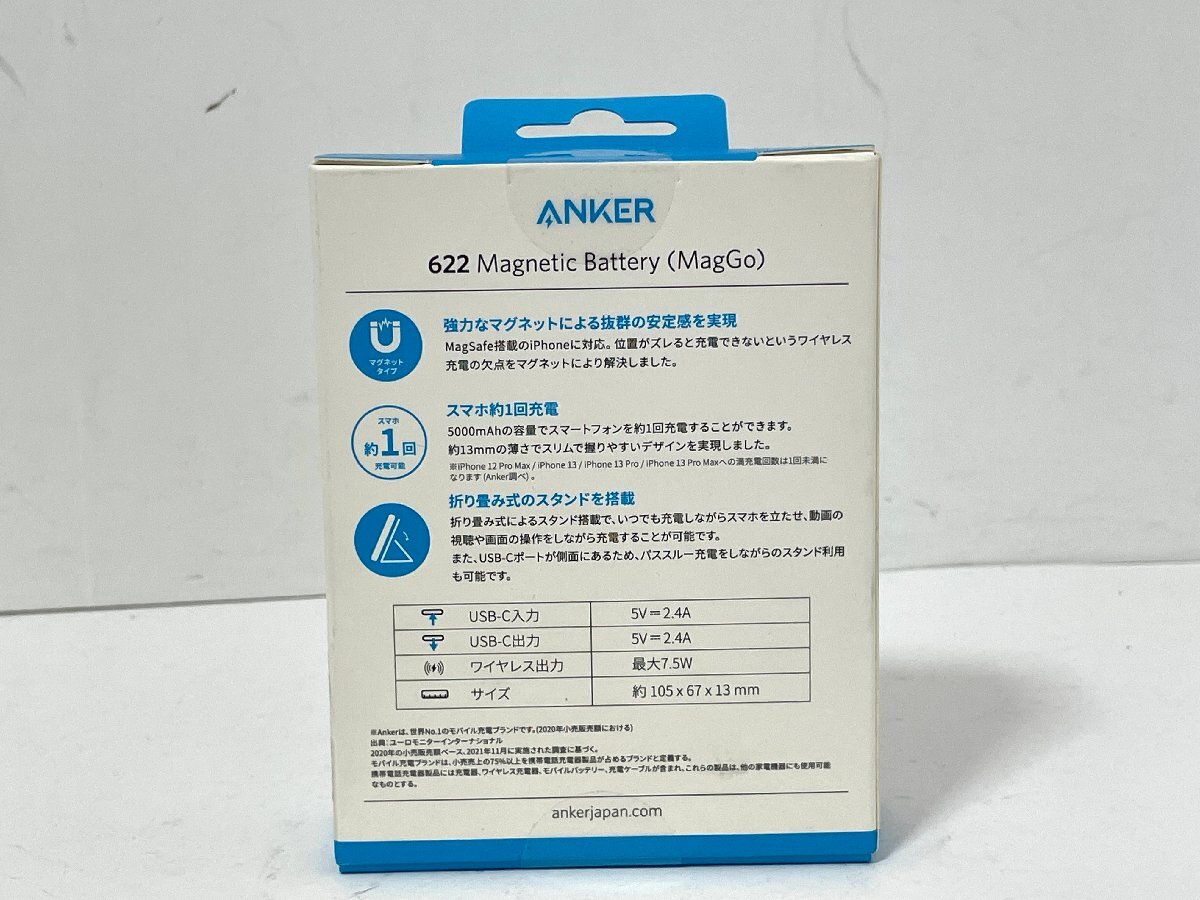 ANKER
622 Magnetic Battery (MagGo)
マグネット
タイプ
強力なマグネットによる抜群の安定感を実現
MagSafe搭載のiPhoneに対応。位置がズレると充電できないというワイヤレス
充電の欠点をマグネットにより解決しました。
スマホ
約1回
充電可能
スマホ約1回充電
5000mAhの容量でスマートフォンを約1回充電することができます。
約13mmの薄さでスリムで握りやすいデザインを実現しました。
※iPhone 12 Pro Max / iPhone 13 / iPhone 13 Pro / iPhone 13 Pro Maxへの満充電回数は1回未満に
なります (Anker調べ) 。
折り畳み式のスタンドを搭載
折り畳み式によるスタンド搭載で、いつでも充電しながらスマホを立たせ、動画の
視聴や画面の操作をしながら充電することが可能です。
また、USB-Cポートが側面にあるため、パススルー充電をしながらのスタンド利用
も可能です。
USB-C入力 5V⎓2.4A
USB-C出力 5V⎓2.4A
ワイヤレス出力 最大7.5W
サイズ 約 105 x 67 x 13 mm
※Ankerは、世界No.1のモバイル充電ブランドです。(2020年小売販売額における)
出典:ユーロモニターインターナショナル
2020年の小売販売額ベース、2021年11月に実施された調査に基づく。
モバイル充電ブランドは、小売売上の75%以上を携帯電話充電器製品が占めるブランドと定義する。
携帯電話充電器製品には充電器、ワイヤレス充電器、モバイルバッテリー、充電ケーブルが含まれ、これらの製品は、他の家電機器にも使用可能
なものとする。
ankerjapan.com